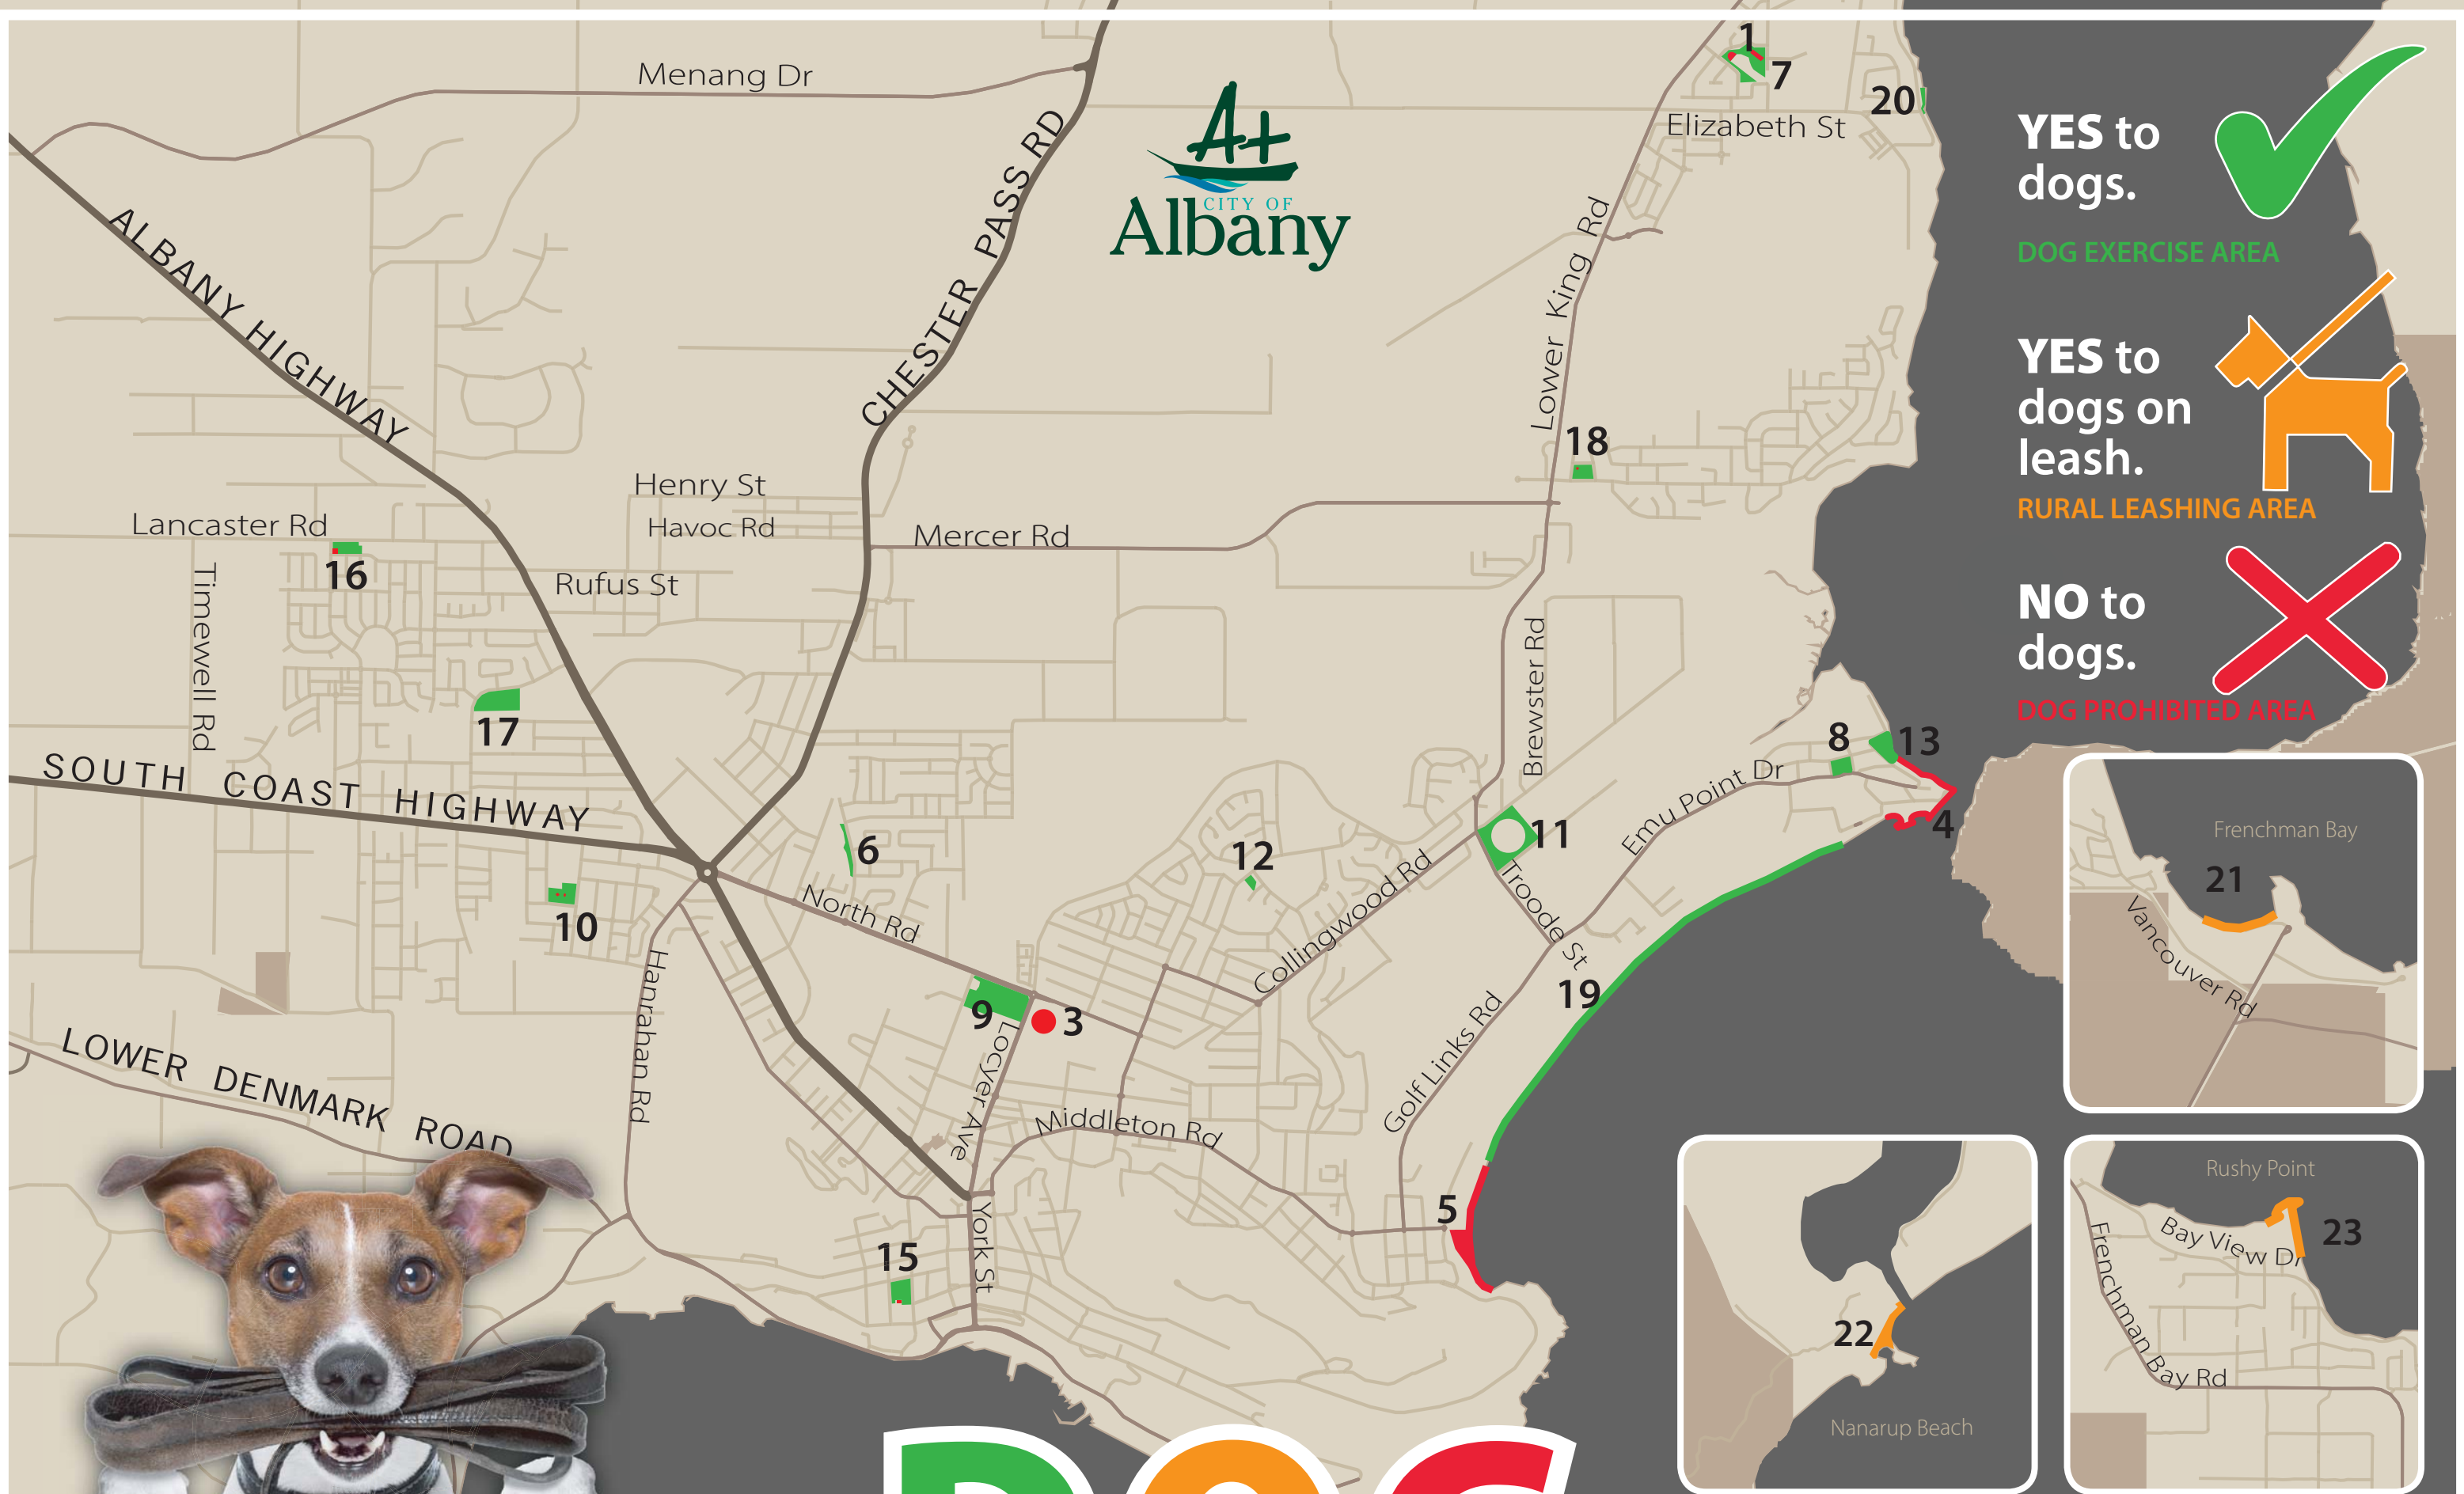 Menang Dr
CHESTER PASS RD
ALBANY HIGHWAY
A+
CITY OF
Albany
1
7
20
Elizabeth St
Lower King Rd
18
YES to
dogs.
DOG EXERCISE AREA
YES to
dogs on
leash.
RURAL LEASHING AREA
NO to
dogs.
DOG PROHIBITED AREA
Henry St
Havoc Rd
Lancaster Rd
Mercer Rd
16
Rufus St
Timewell Rd
17
SOUTH COAST HIGHWAY
Brewster Rd
8
13
Emu Point Dr
4
6
12
11
10
North Rd
Collingwood Rd
Troode St
19
Hanrahan Rd
9
3
Locyer Ave
Golf Links Rd
LOWER DENMARK ROAD
Middleton Rd
5
York St
15
Frenchman Bay
21
Vancouver Rd
22
Nanarup Beach
Rushy Point
23
Bay View Dr
Frenchman Bay Rd